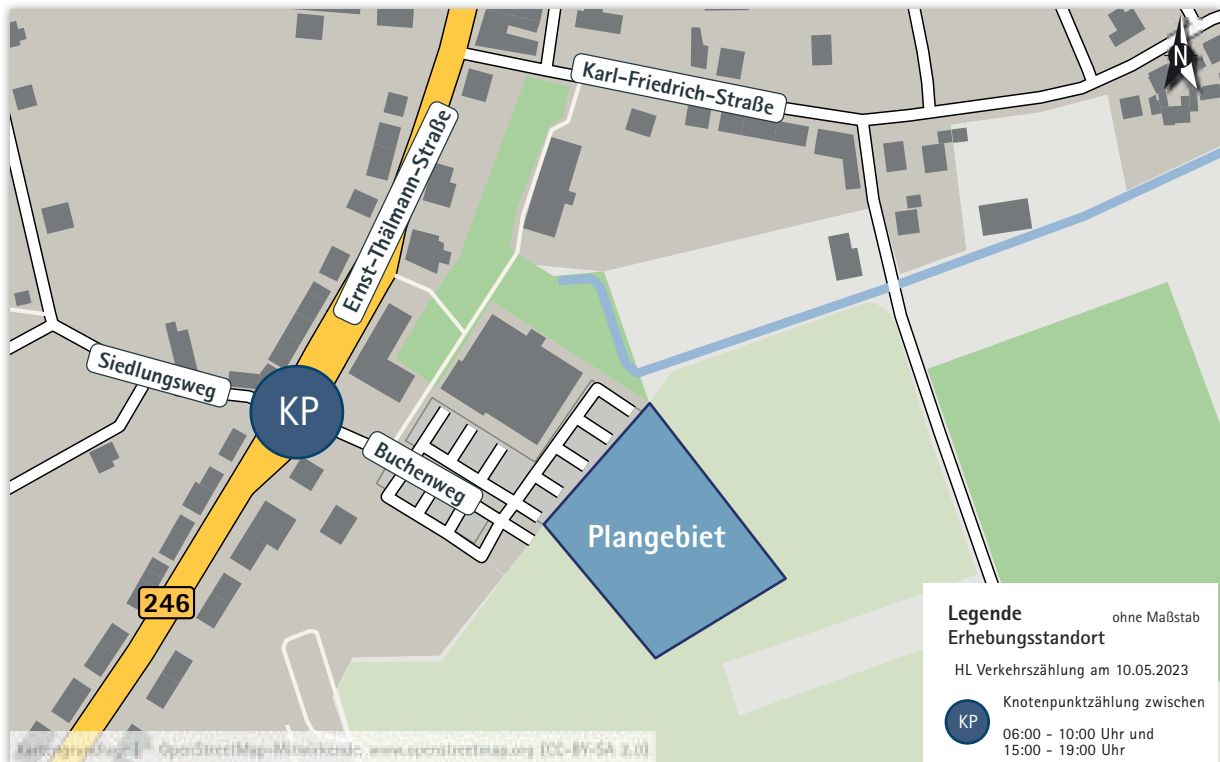 N
Karl-Friedrich-Straße
Ernst-Thälmann-Straße
Siedlungsweg
KP
Buchenweg
Plangebiet
246
Legende
ohne Maßstab
Erhebungsstandort
HL Verkehrszählung am 10.05.2023
KP
Knotenpunktzählung zwischen
06:00 - 10:00 Uhr und
15:00 - 19:00 Uhr
OpenStreetMap-Mitwirkende, www.openstreetmap.org (CC-BY-SA 2.0)